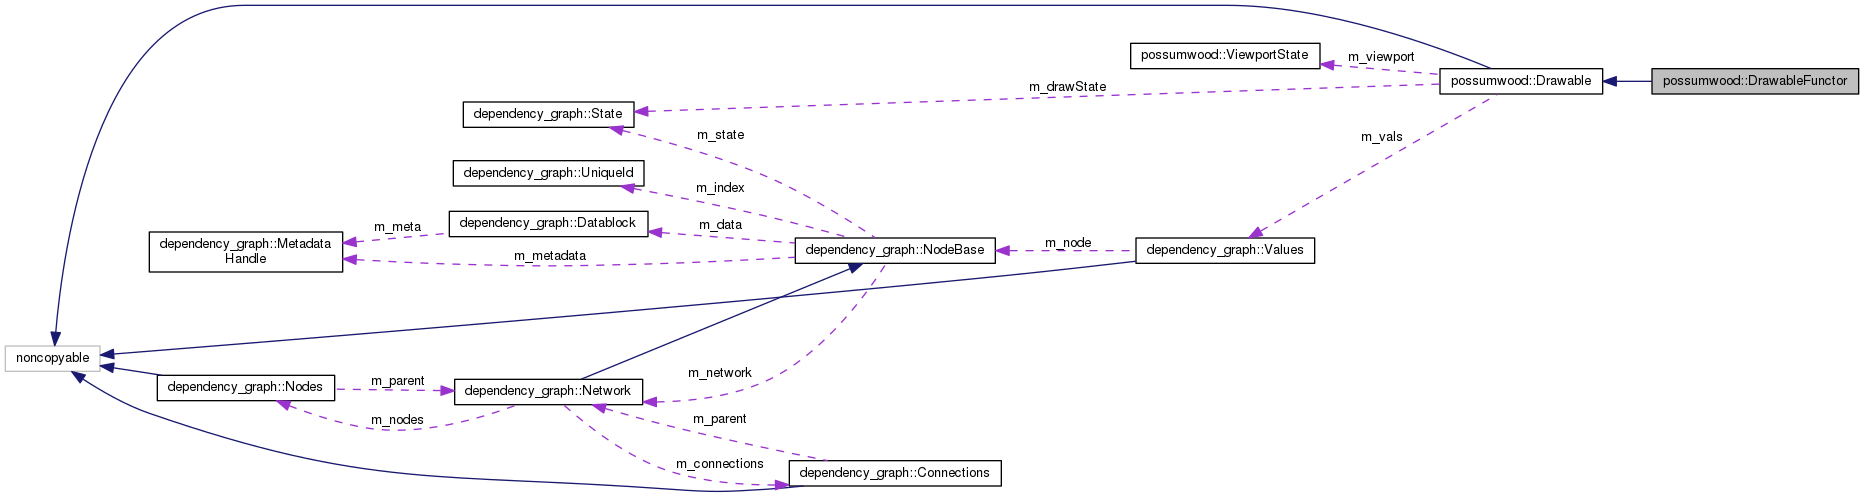 possumwood::ViewportState
m_viewport
possumwood::Drawable
possumwood::DrawableFunctor
m_drawState
dependency_graph::State
m_state
m_vals
dependency_graph::UniqueId
m_index
dependency_graph::Datablock
m_meta
m_data
dependency_graph::Metadata
Handle
m_metadata
dependency_graph::NodeBase
m_node
dependency_graph::Values
noncopyable
dependency_graph::Nodes
m_parent
m_nodes
dependency_graph::Network
m_network
m_parent
m_connections
dependency_graph::Connections